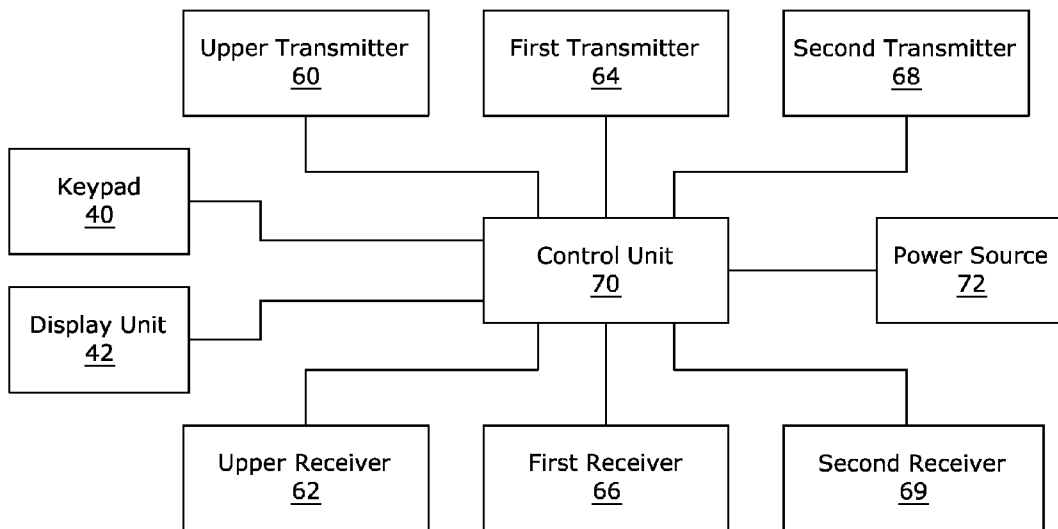 Upper Transmitter
60
First Transmitter
64
Second Transmitter
68
Keypad
40
Control Unit
70
Power Source
72
Display Unit
42
Upper Receiver
62
First Receiver
66
Second Receiver
69